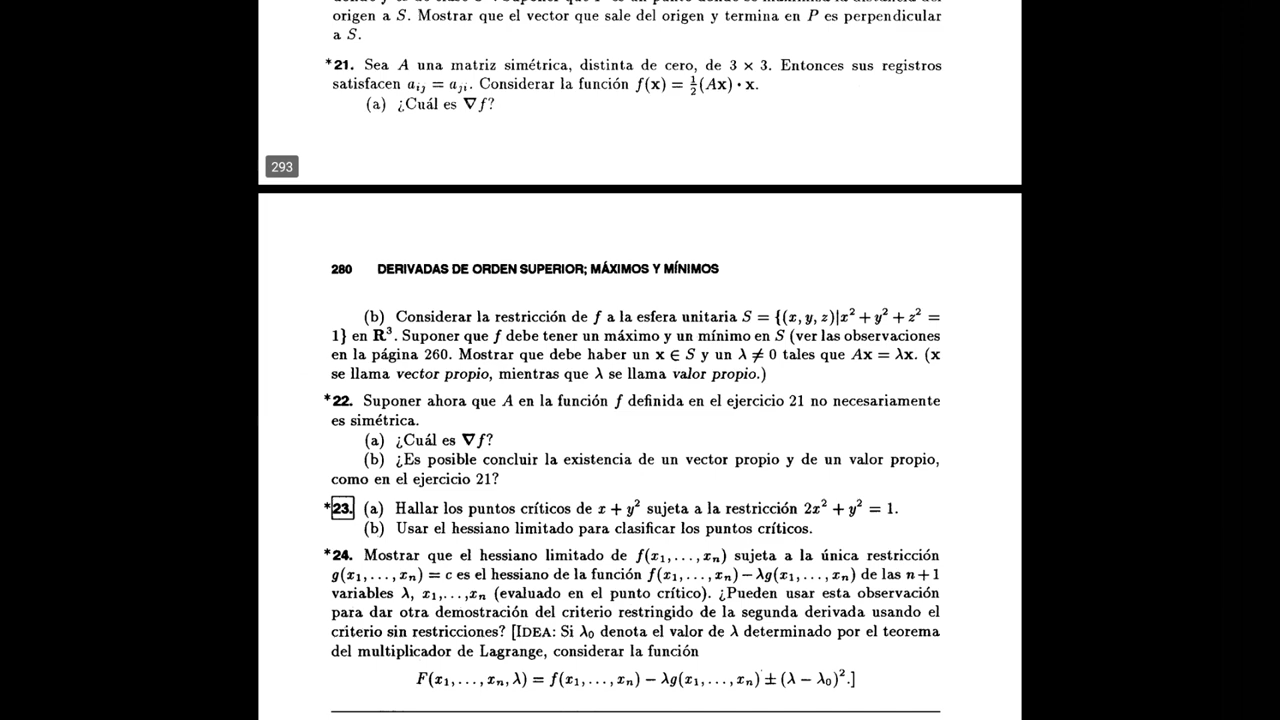 origen a S. Mostrar que el vector que sale del origen y termina en P es perpendicular
a S.
*21. Sea A una matriz simétrica, distinta de cero, de 3 × 3. Entonces sus registros
satisfacen aᵢⱼ = aⱼᵢ. Considerar la función f(x) = ½(Ax) · x.
(a) ¿Cuál es ∇f?
293
280 DERIVADAS DE ORDEN SUPERIOR; MÁXIMOS Y MÍNIMOS
(b) Considerar la restricción de f a la esfera unitaria S = {(x, y, z)|x² + y² + z² =
1} en R³. Suponer que f debe tener un máximo y un mínimo en S (ver las observaciones
en la página 260. Mostrar que debe haber un x ∈ S y un λ ≠ 0 tales que Ax = λx. (x
se llama vector propio, mientras que λ se llama valor propio.)
*22. Suponer ahora que A en la función f definida en el ejercicio 21 no necesariamente
es simétrica.
(a) ¿Cuál es ∇f?
(b) ¿Es posible concluir la existencia de un vector propio y de un valor propio,
como en el ejercicio 21?
*23. (a) Hallar los puntos críticos de x + y² sujeta a la restricción 2x² + y² = 1.
(b) Usar el hessiano limitado para clasificar los puntos críticos.
*24. Mostrar que el hessiano limitado de f(x₁, . . . , xₙ) sujeta a la única restricción
g(x₁, . . . , xₙ) = c es el hessiano de la función f(x₁, . . . , xₙ) − λg(x₁, . . . , xₙ) de las n + 1
variables λ, x₁, . . . , xₙ (evaluado en el punto crítico). ¿Pueden usar esta observación
para dar otra demostración del criterio restringido de la segunda derivada usando el
criterio sin restricciones? [IDEA: Si λ₀ denota el valor de λ determinado por el teorema
del multiplicador de Lagrange, considerar la función
F(x₁, . . . , xₙ, λ) = f(x₁, . . . , xₙ) − λg(x₁, . . . , xₙ) ± (λ − λ₀)².]